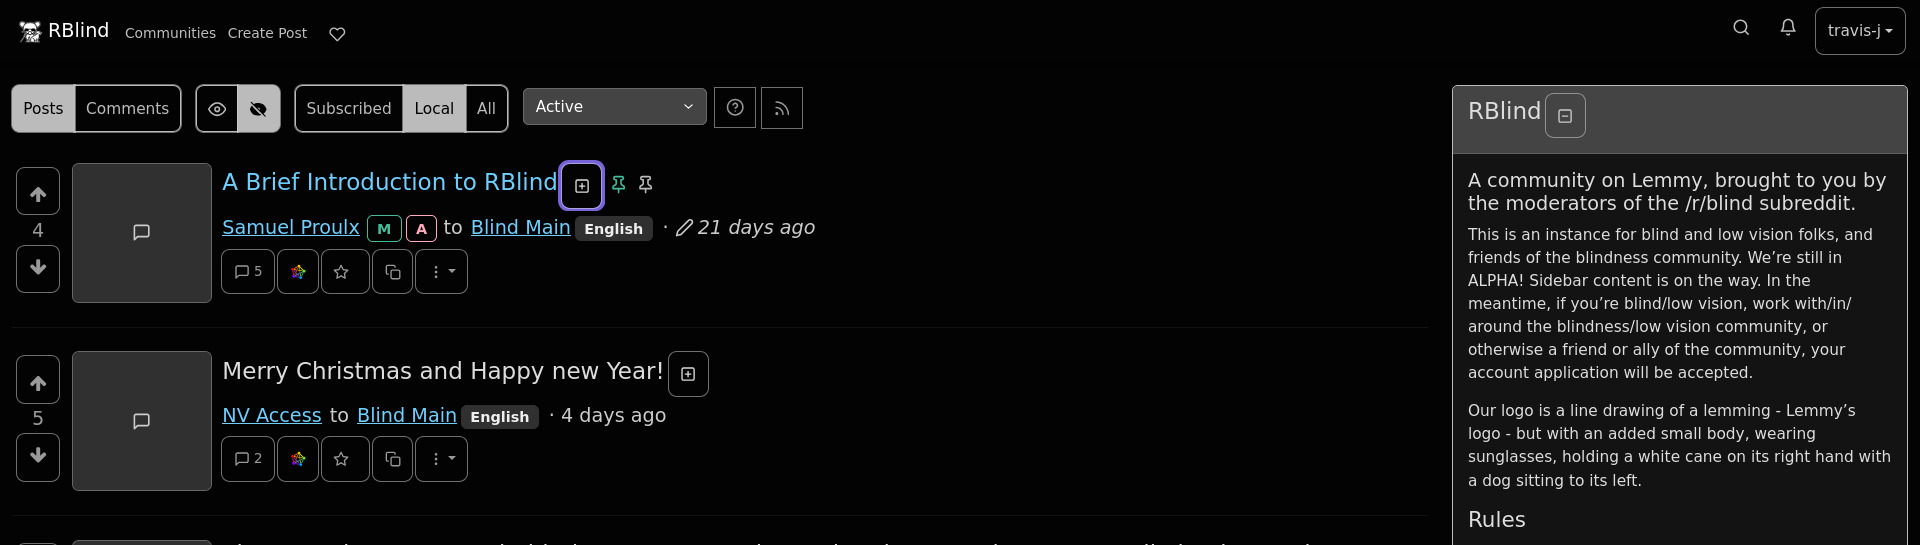 RBlind Communities Create Post travis-j
Posts Comments Subscribed Local All Active
A Brief Introduction to RBlind
4
Samuel Proulx M A to Blind Main English · 21 days ago
5
Merry Christmas and Happy new Year!
5
NV Access to Blind Main English · 4 days ago
2
RBlind
A community on Lemmy, brought to you by
the moderators of the /r/blind subreddit.
This is an instance for blind and low vision folks, and
friends of the blindness community. We’re still in
ALPHA! Sidebar content is on the way. In the
meantime, if you’re blind/low vision, work with/in/
around the blindness/low vision community, or
otherwise a friend or ally of the community, your
account application will be accepted.
Our logo is a line drawing of a lemming - Lemmy’s
logo - but with an added small body, wearing
sunglasses, holding a white cane on its right hand with
a dog sitting to its left.
Rules